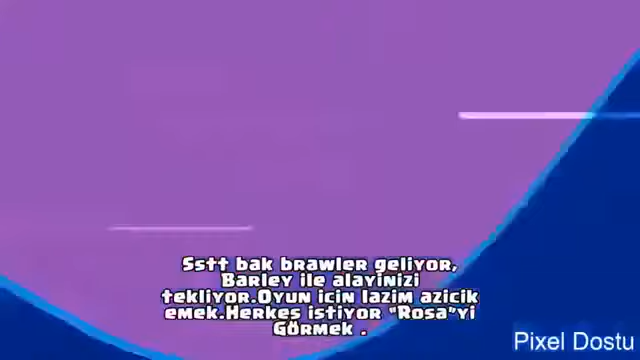 Sstt bak brawler geliyor,
Barley ile alayinizi
tekliyor.Oyun icin lazim azicik
emek.Herkes istiyor "Rosa"yi
Görmek .
Pixel Dostu